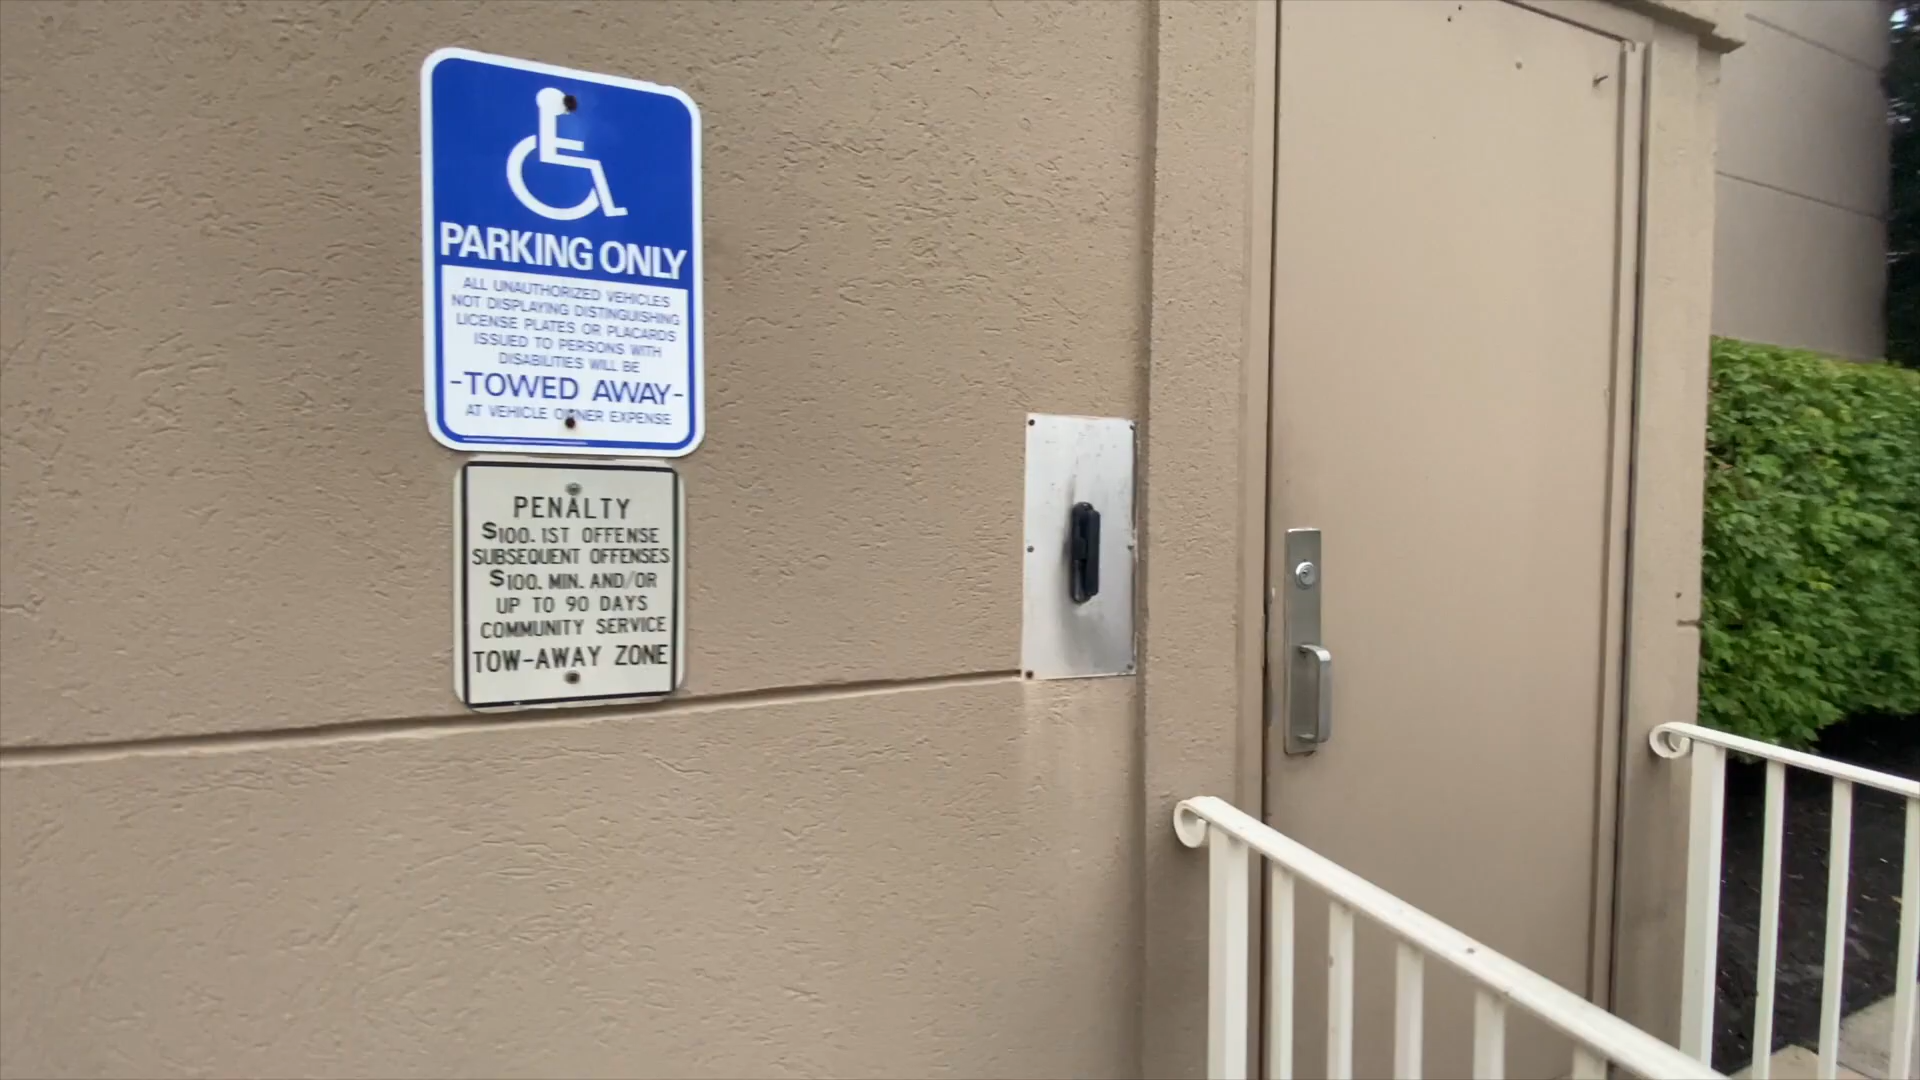 PARKING ONLY
ALL UNAUTHORIZED VEHICLES
NOT DISPLAYING DISTINGUISHING
LICENSE PLATES OR PLACARDS
ISSUED TO PERSONS WITH
DISABILITIES WILL BE
-TOWED AWAY-
AT VEHICLE OWNER EXPENSE
PENALTY
$100. 1ST OFFENSE
SUBSEQUENT OFFENSES
$100. MIN. AND/OR
UP TO 90 DAYS
COMMUNITY SERVICE
TOW-AWAY ZONE